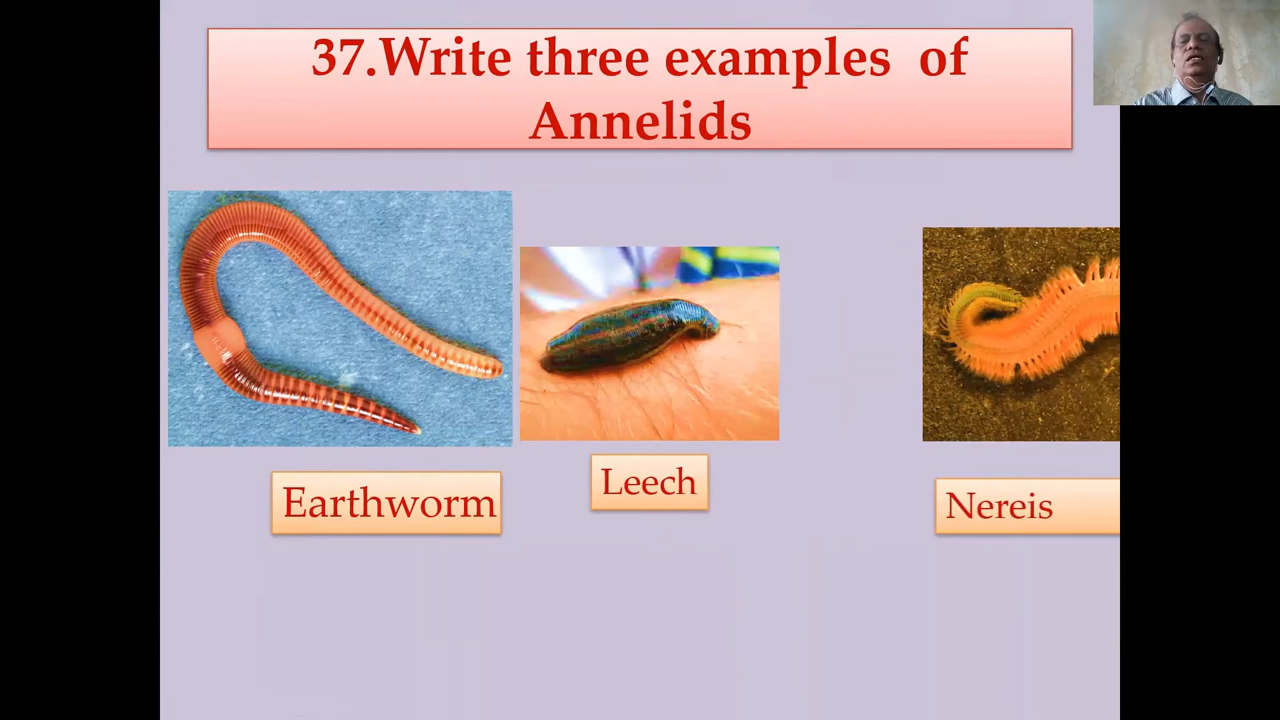 37.Write three examples of
Annelids
Earthworm
Leech
Nereis